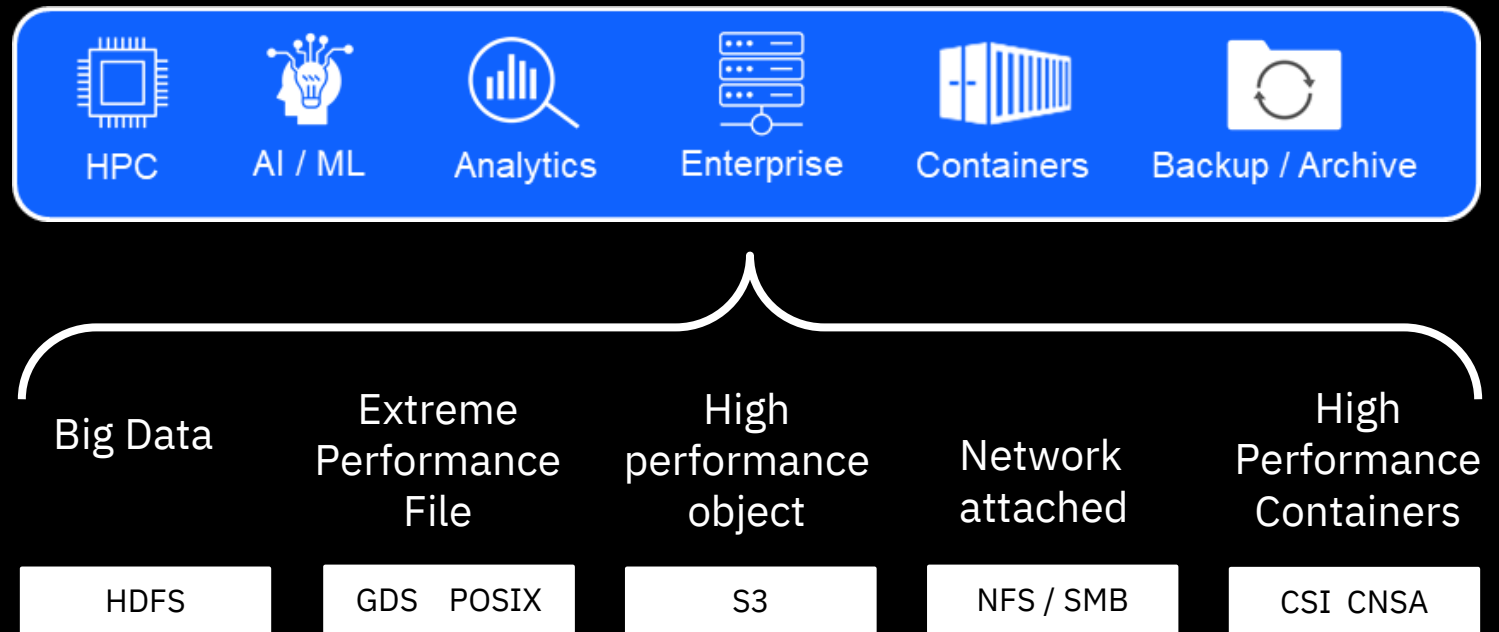 HPC
AI / ML
Analytics
Enterprise
Containers
Backup / Archive
Big Data
Extreme
Performance
File
High
performance
object
Network
attached
High
Performance
Containers
HDFS
GDS POSIX
S3
NFS / SMB
CSI CNSA